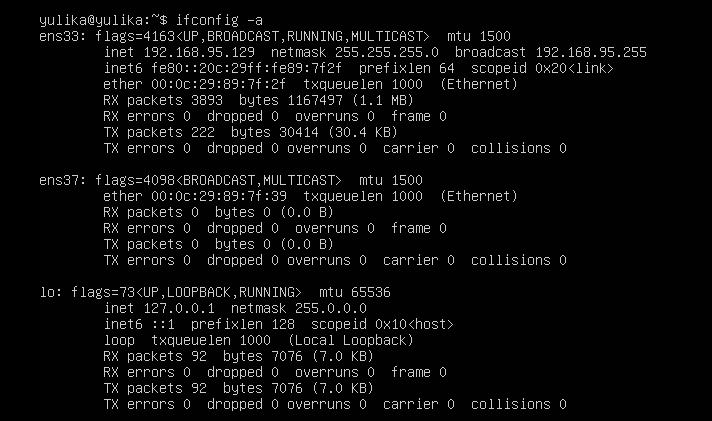 yulika@yulika:~$ ifconfig -a
ens33: flags=4163<UP,BROADCAST,RUNNING,MULTICAST>  mtu 1500
        inet 192.168.95.129  netmask 255.255.255.0  broadcast 192.168.95.255
        inet6 fe80::20c:29ff:fe89:7f2f  prefixlen 64  scopeid 0x20<link>
        ether 00:0c:29:89:7f:2f  txqueuelen 1000  (Ethernet)
        RX packets 3893  bytes 1167497 (1.1 MB)
        RX errors 0  dropped 0  overruns 0  frame 0
        TX packets 222  bytes 30414 (30.4 KB)
        TX errors 0  dropped 0 overruns 0  carrier 0  collisions 0
ens37: flags=4098<BROADCAST,MULTICAST>  mtu 1500
        ether 00:0c:29:89:7f:39  txqueuelen 1000  (Ethernet)
        RX packets 0  bytes 0 (0.0 B)
        RX errors 0  dropped 0  overruns 0  frame 0
        TX packets 0  bytes 0 (0.0 B)
        TX errors 0  dropped 0 overruns 0  carrier 0  collisions 0
lo: flags=73<UP,LOOPBACK,RUNNING>  mtu 65536
        inet 127.0.0.1  netmask 255.0.0.0
        inet6 ::1  prefixlen 128  scopeid 0x10<host>
        loop  txqueuelen 1000  (Local Loopback)
        RX packets 92  bytes 7076 (7.0 KB)
        RX errors 0  dropped 0  overruns 0  frame 0
        TX packets 92  bytes 7076 (7.0 KB)
        TX errors 0  dropped 0 overruns 0  carrier 0  collisions 0